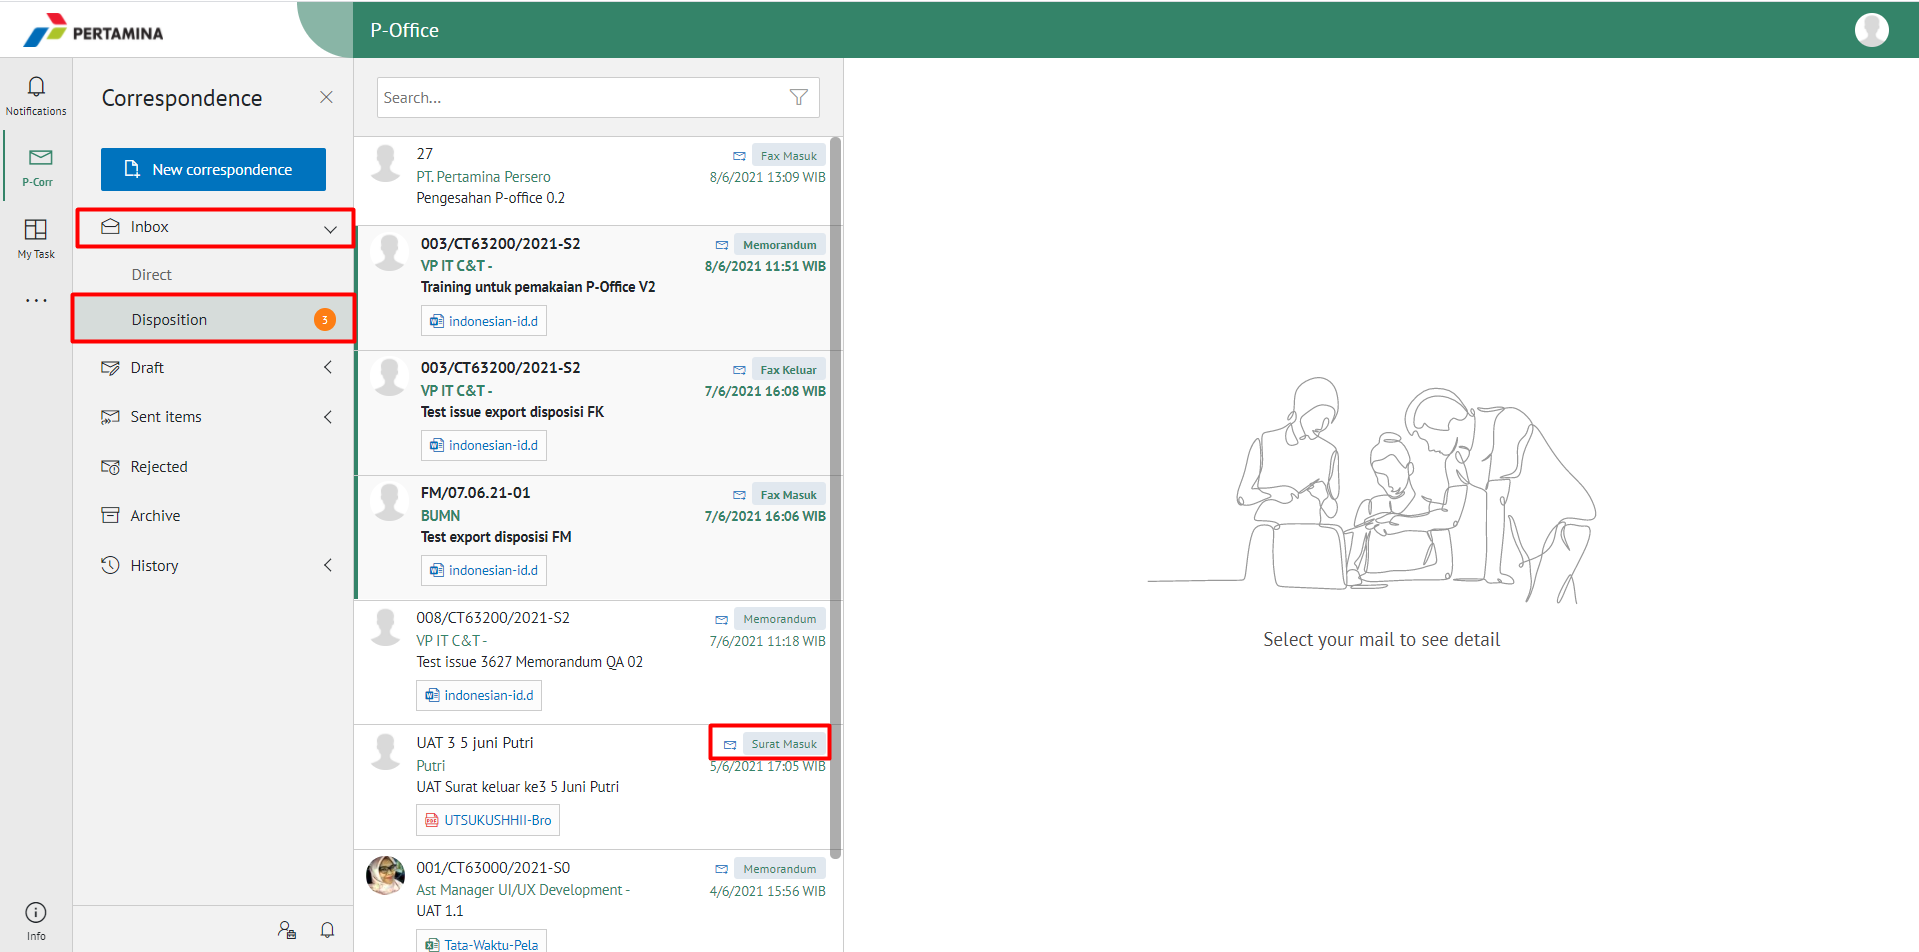 PERTAMINA
P-Office
Notifications
P-Corr
My Task
Info
Correspondence
New correspondence
Inbox
Direct
Disposition
3
Draft
Sent items
Rejected
Archive
History
Search...
27
Fax Masuk
PT. Pertamina Persero
8/6/2021 13:09 WIB
Pengesahan P-office 0.2
003/CT63200/2021-S2
Memorandum
VP IT C&T -
8/6/2021 11:51 WIB
Training untuk pemakaian P-Office V2
indonesian-id.d
003/CT63200/2021-S2
Fax Keluar
VP IT C&T -
7/6/2021 16:08 WIB
Test issue export disposisi FK
indonesian-id.d
FM/07.06.21-01
Fax Masuk
BUMN
7/6/2021 16:06 WIB
Test export disposisi FM
indonesian-id.d
008/CT63200/2021-S2
Memorandum
VP IT C&T -
7/6/2021 11:18 WIB
Test issue 3627 Memorandum QA 02
indonesian-id.d
UAT 3 5 juni Putri
Surat Masuk
Putri
5/6/2021 17:05 WIB
UAT Surat keluar ke3 5 Juni Putri
UTSUKUSHHII-Bro
001/CT63000/2021-S0
Memorandum
Ast Manager UI/UX Development -
4/6/2021 15:56 WIB
UAT 1.1
Tata-Waktu-Pela
Select your mail to see detail